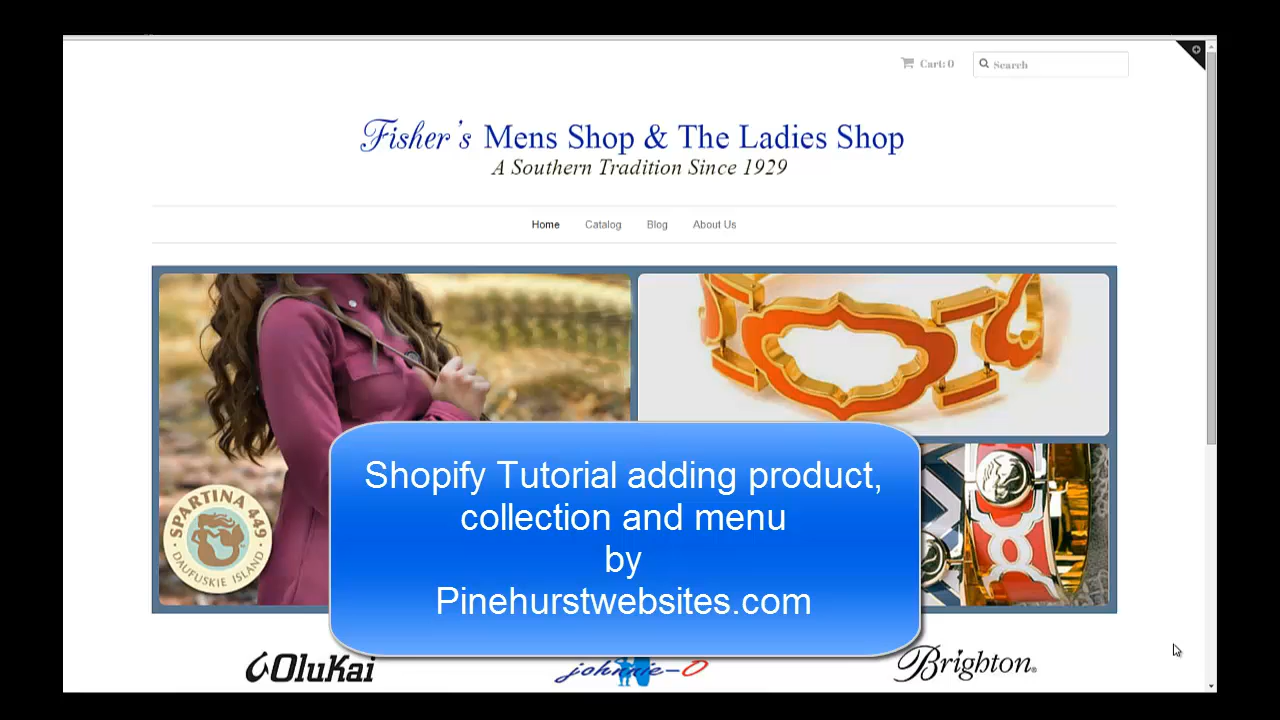 Cart: 0
Search
Fisher's Mens Shop & The Ladies Shop
A Southern Tradition Since 1929
Home Catalog Blog About Us
SPARTINA 449
DAUFUSKIE ISLAND
Shopify Tutorial adding product,
collection and menu
by
Pinehurstwebsites.com
OluKai johnnie-O Brighton